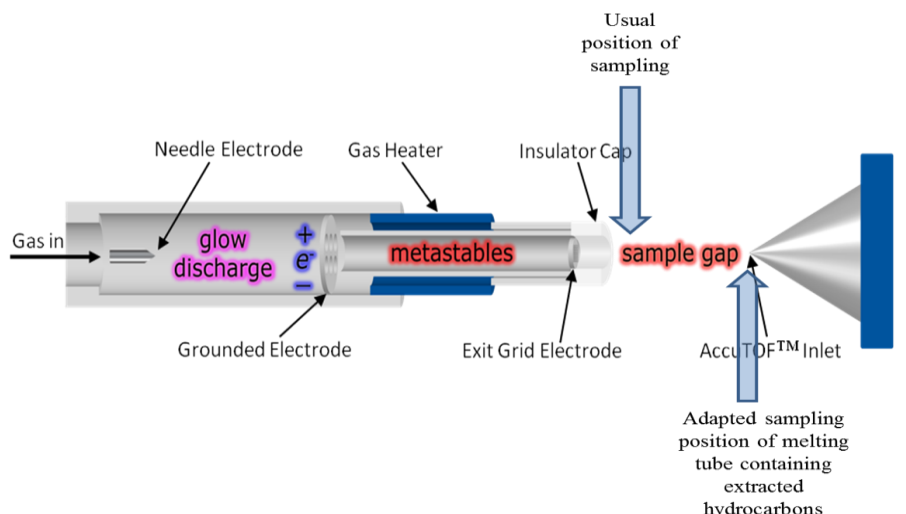 Usual
position of
sampling
Needle Electrode
Gas Heater
Insulator Cap
Gas in
glow
discharge
+
e-
−
metastables
sample gap
Grounded Electrode
Exit Grid Electrode
AccuTOF™ Inlet
Adapted sampling
position of melting
tube containing
extracted
hydrocarbons